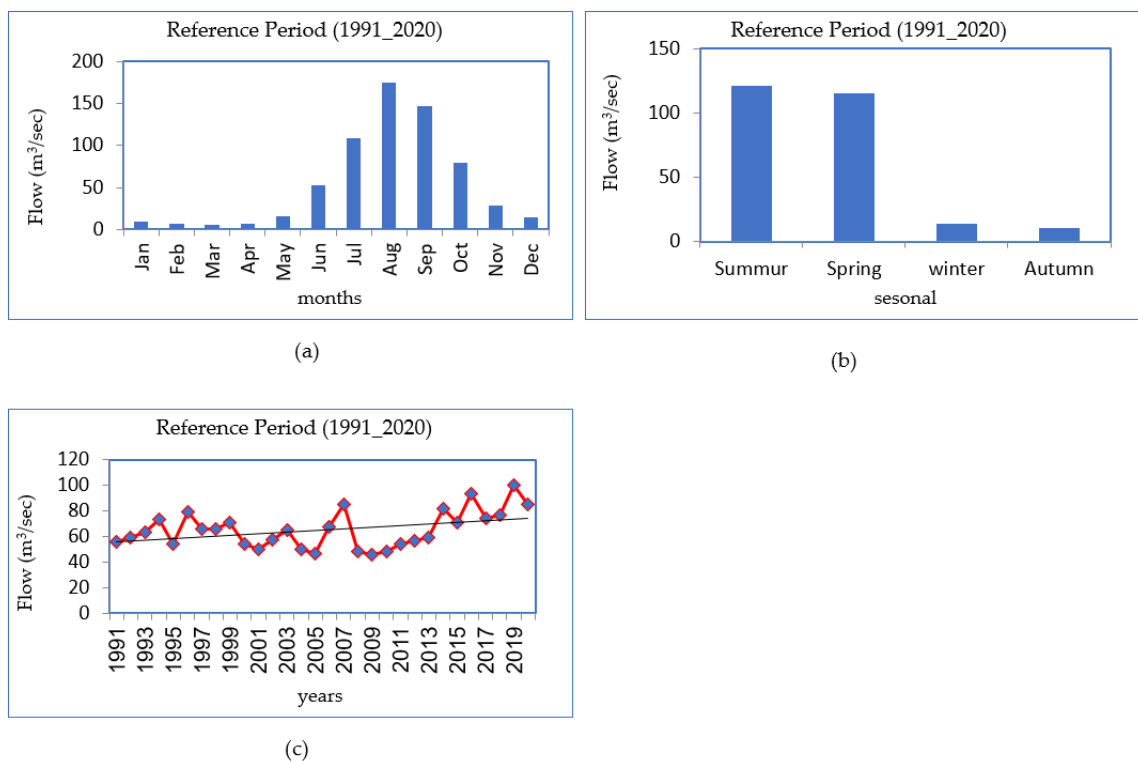 Reference Period (1991_2020)
200
150
100
50
0
Flow (m³/sec)
Jan Feb Mar Apr May Jun Jul Aug Sep Oct Nov Dec
months
(a)
Reference Period (1991_2020)
150
100
50
0
Flow (m³/sec)
Summur Spring winter Autumn
sesonal
(b)
Reference Period (1991_2020)
120
100
80
60
40
20
0
Flow (m³/sec)
1991 1993 1995 1997 1999 2001 2003 2005 2007 2009 2011 2013 2015 2017 2019
years
(c)